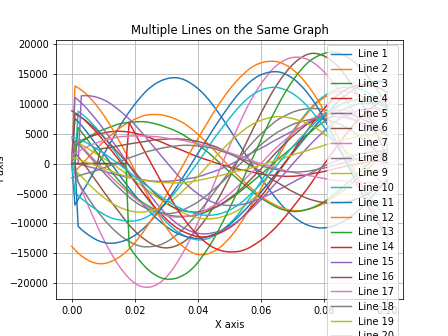 Multiple Lines on the Same Graph
20000
15000
10000
5000
0
−5000
−10000
−15000
−20000
0.00
0.02
0.04
0.06
0.08
X axis
Line 1
Line 2
Line 3
Line 4
Line 5
Line 6
Line 7
Line 8
Line 9
Line 10
Line 11
Line 12
Line 13
Line 14
Line 15
Line 16
Line 17
Line 18
Line 19
Line 20